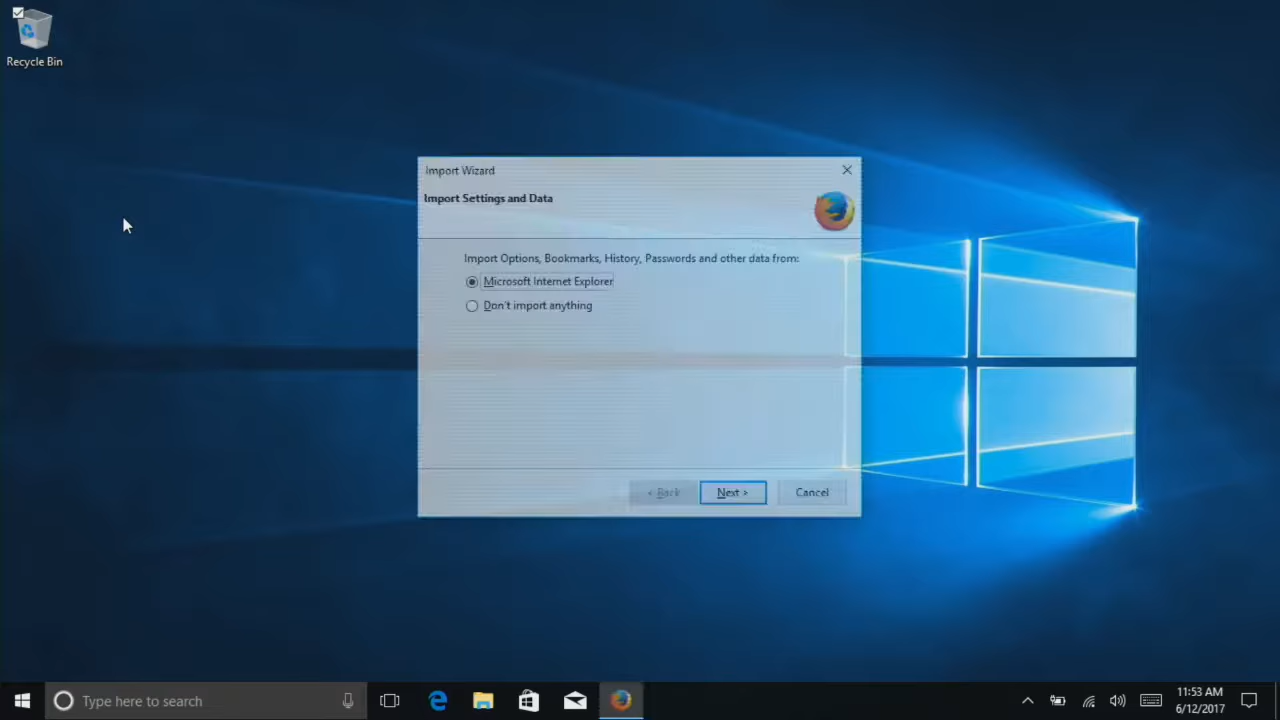 Recycle Bin
Import Wizard
Import Settings and Data
Import Options, Bookmarks, History, Passwords and other data from:
Microsoft Internet Explorer
Don't import anything
< Back
Next >
Cancel
Type here to search
11:53 AM
6/12/2017